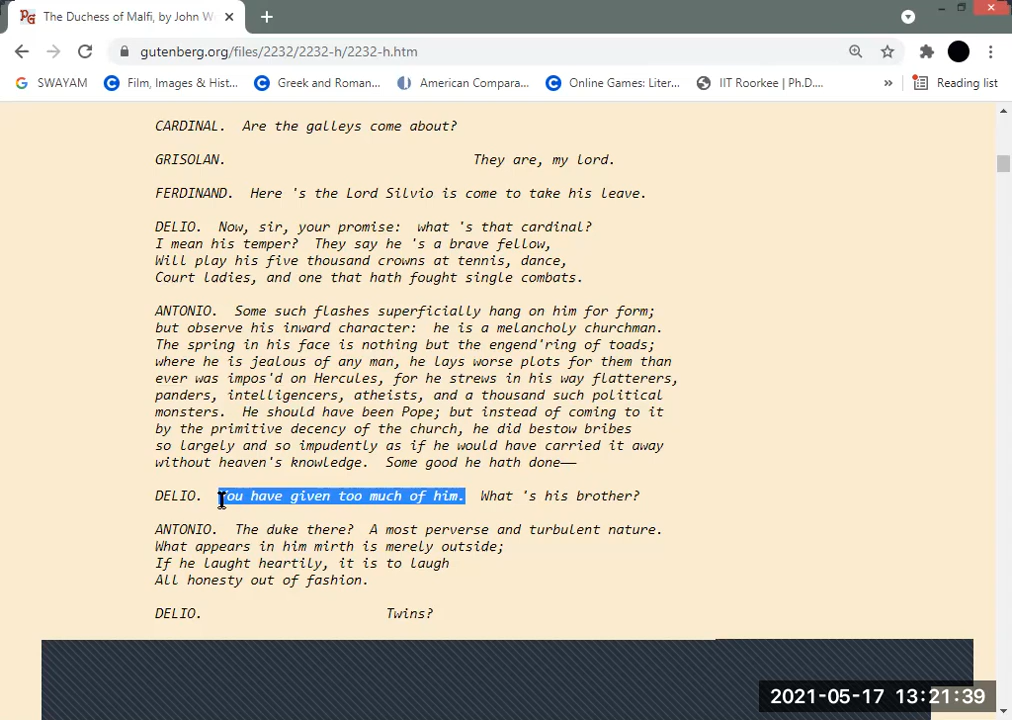 The Duchess of Malfi, by John W
gutenberg.org/files/2232/2232-h/2232-h.htm
SWAYAM
Film, Images & Hist...
Greek and Roman...
American Compara...
Online Games: Liter...
IIT Roorkee | Ph.D....
»
Reading list
CARDINAL. Are the galleys come about?
GRISOLAN. They are, my lord.
FERDINAND. Here 's the Lord Silvio is come to take his leave.
DELIO. Now, sir, your promise: what 's that cardinal?
I mean his temper? They say he 's a brave fellow,
Will play his five thousand crowns at tennis, dance,
Court ladies, and one that hath fought single combats.
ANTONIO. Some such flashes superficially hang on him for form;
but observe his inward character: he is a melancholy churchman.
The spring in his face is nothing but the engend'ring of toads;
where he is jealous of any man, he lays worse plots for them than
ever was impos'd on Hercules, for he strews in his way flatterers,
panders, intelligencers, atheists, and a thousand such political
monsters. He should have been Pope; but instead of coming to it
by the primitive decency of the church, he did bestow bribes
so largely and so impudently as if he would have carried it away
without heaven's knowledge. Some good he hath done——
DELIO. You have given too much of him. What 's his brother?
ANTONIO. The duke there? A most perverse and turbulent nature.
What appears in him mirth is merely outside;
If he laught heartily, it is to laugh
All honesty out of fashion.
DELIO. Twins?
2021-05-17 13:21:39